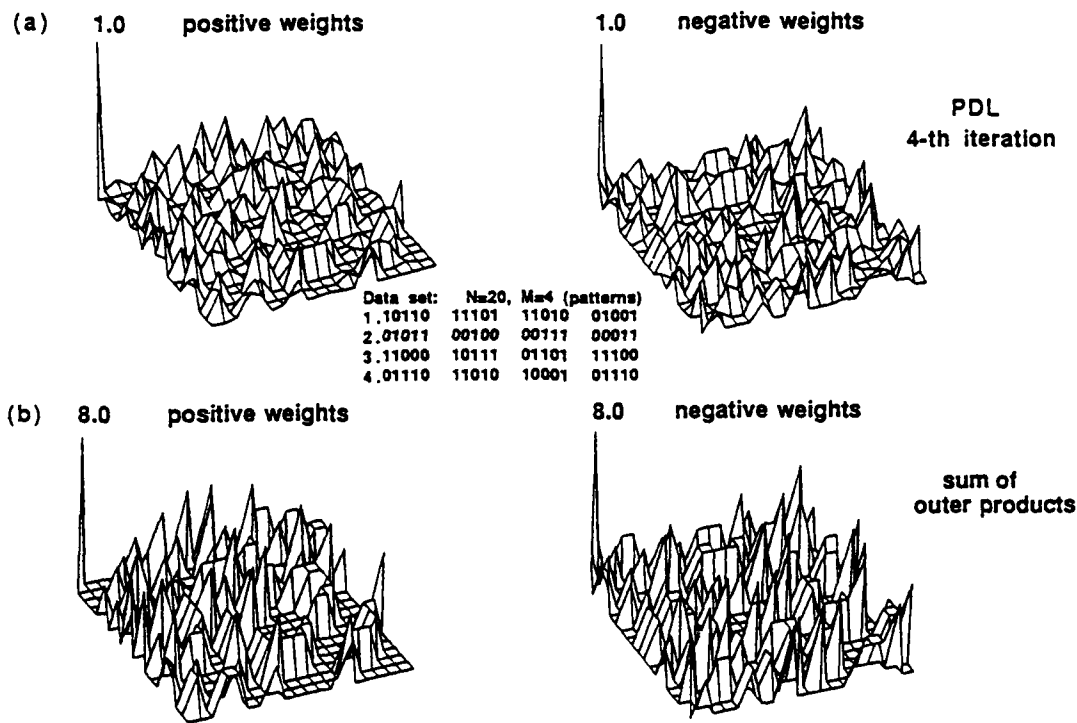 (a) 1.0 positive weights 1.0 negative weights
PDL
4-th iteration
Data set: N=20, M=4 (patterns)
1.10110 11101 11010 01001
2.01011 00100 00111 00011
3.11000 10111 01101 11100
4.01110 11010 10001 01110
(b) 8.0 positive weights 8.0 negative weights
sum of
outer products